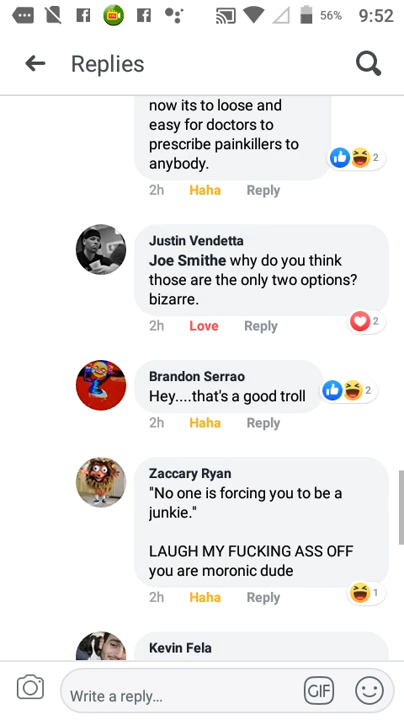 56% 9:52
Replies
now its to loose and
easy for doctors to
prescribe painkillers to
anybody.
2
2h Haha Reply
Justin Vendetta
Joe Smithe why do you think
those are the only two options?
bizarre.
2h Love Reply 2
Brandon Serrao
Hey....that's a good troll 2
2h Haha Reply
Zaccary Ryan
"No one is forcing you to be a
junkie."
LAUGH MY FUCKING ASS OFF
you are moronic dude
2h Haha Reply 1
Kevin Fela
Write a reply... GIF